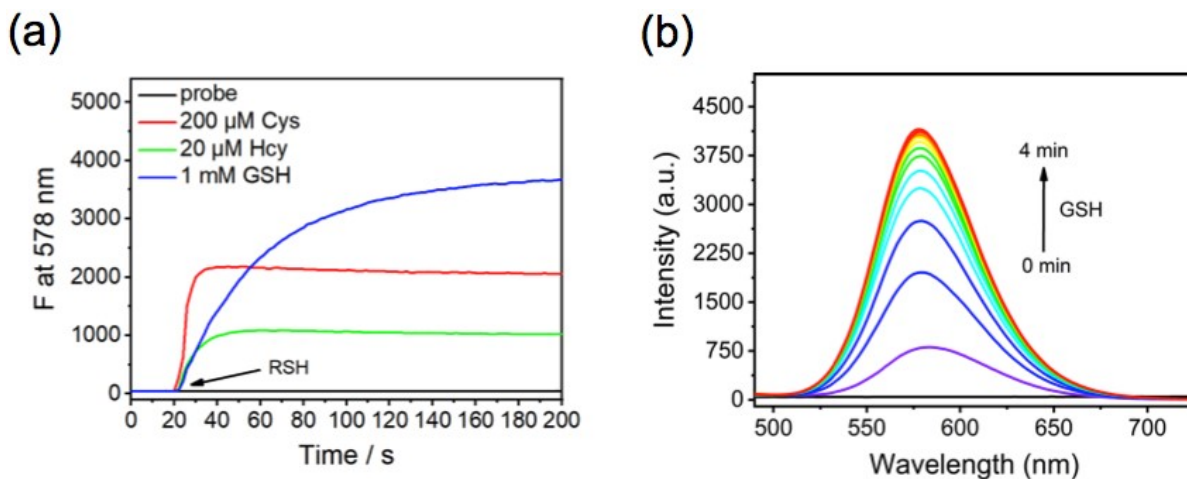 (a)
F at 578 nm
5000
4000
3000
2000
1000
0
probe
200 µM Cys
20 µM Hcy
1 mM GSH
RSH
0 20 40 60 80 100 120 140 160 180 200
Time / s
(b)
Intensity (a.u.)
4500
3750
3000
2250
1500
750
0
4 min
GSH
0 min
500 550 600 650 700
Wavelength (nm)